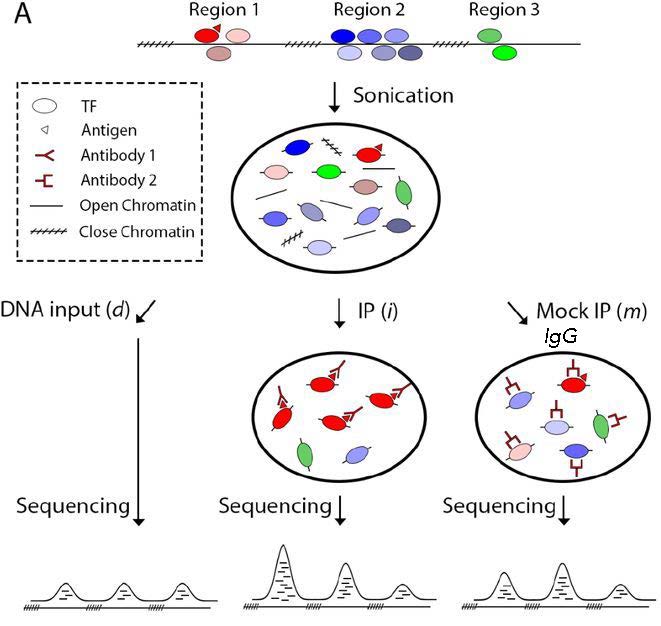 A
Region 1 Region 2 Region 3
Sonication
TF
Antigen
Antibody 1
Antibody 2
Open Chromatin
Close Chromatin
DNA input (d)
IP (i)
Mock IP (m)
IgG
Sequencing Sequencing Sequencing